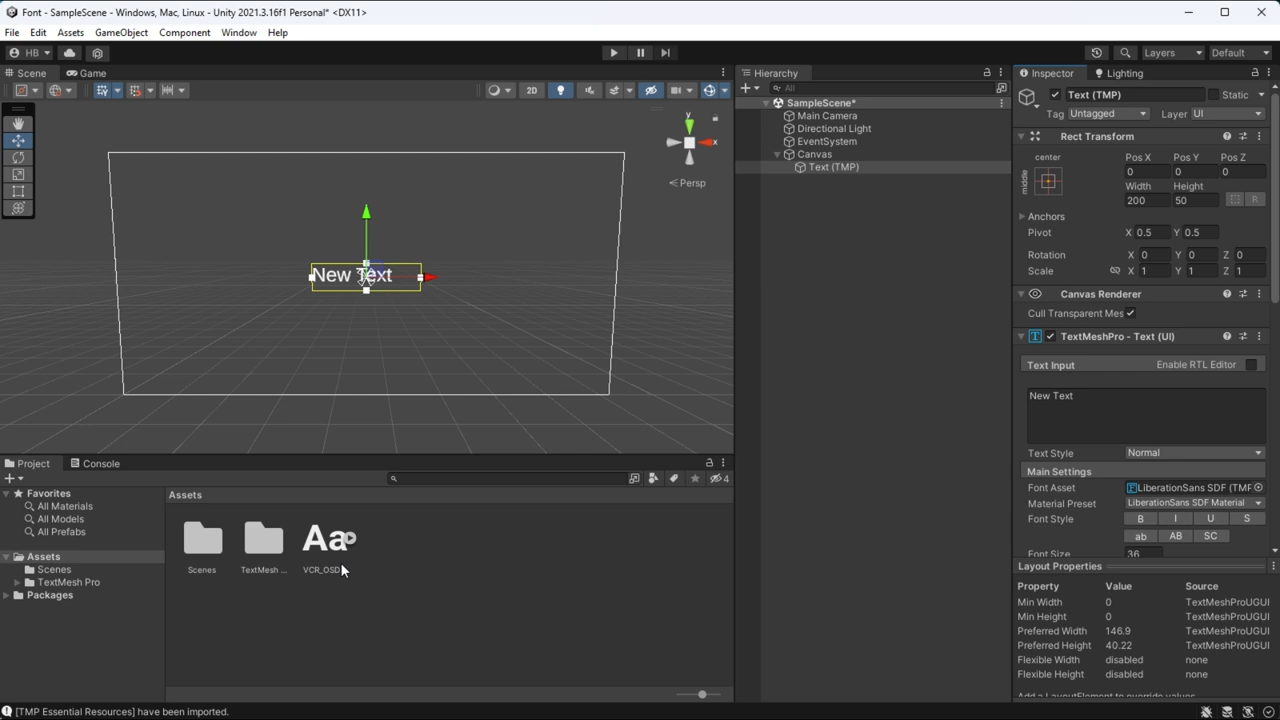 Font - SampleScene - Windows, Mac, Linux - Unity 2021.3.16f1 Personal* <DX11>
File Edit Assets GameObject Component Window Help
HB Layers Default
Scene Game
2D
y
x
Persp
New Text
Hierarchy
All
SampleScene*
Main Camera
Directional Light
EventSystem
Canvas
Text (TMP)
Inspector Lighting
Text (TMP) Static
Tag Untagged Layer UI
Rect Transform
center
middle
Pos X Pos Y Pos Z
0 0 0
Width Height
200 50 R
Anchors
Pivot X 0.5 Y 0.5
Rotation X 0 Y 0 Z 0
Scale X 1 Y 1 Z 1
Canvas Renderer
Cull Transparent Mes
TextMeshPro - Text (UI)
Text Input Enable RTL Editor
New Text
Text Style Normal
Main Settings
Font Asset LiberationSans SDF (TMF
Material Preset LiberationSans SDF Material
Font Style B I U S
ab AB SC
Font Size 36
Layout Properties
Property Value Source
Min Width 0 TextMeshProUGUI
Min Height 0 TextMeshProUGUI
Preferred Width 146.9 TextMeshProUGUI
Preferred Height 40.22 TextMeshProUGUI
Flexible Width disabled none
Flexible Height disabled none
Add a LayoutElement to override values
Project Console
4
Favorites
All Materials
All Models
All Prefabs
Assets
Scenes
TextMesh Pro
Packages
Assets
Aa
Scenes TextMesh ... VCR_OSD
[TMP Essential Resources] have been imported.